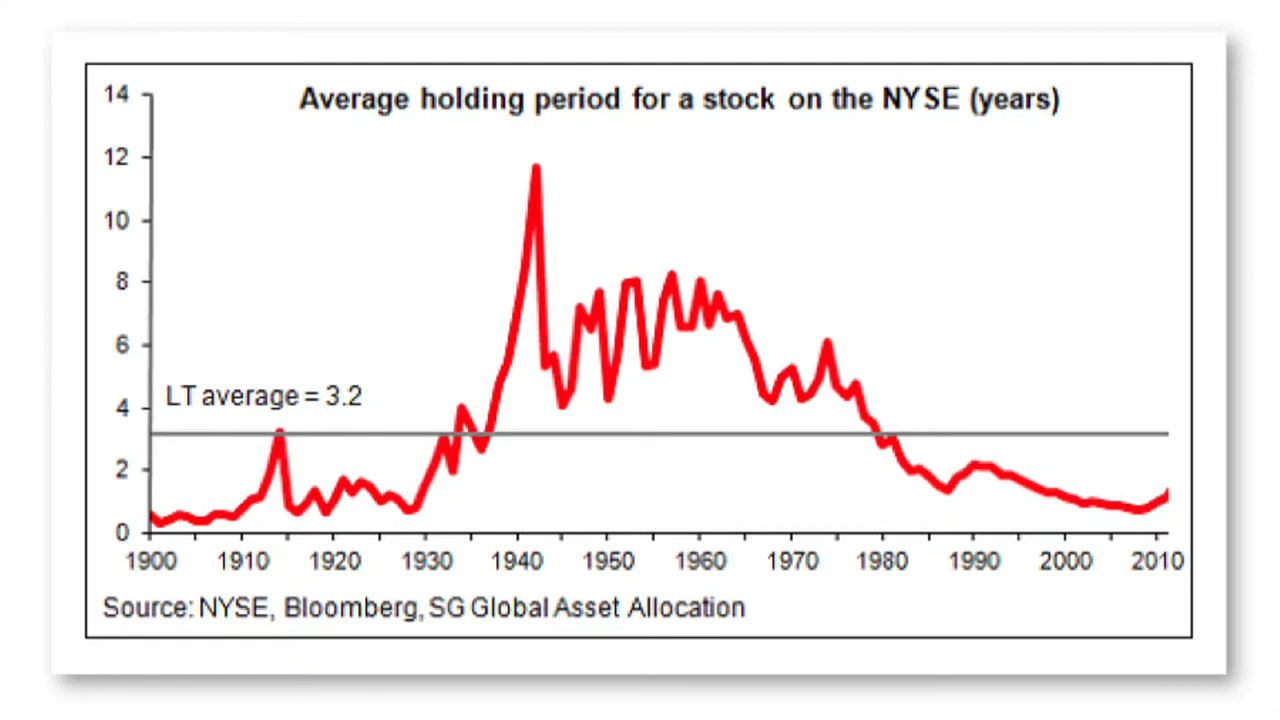 Average holding period for a stock on the NYSE (years)
14
12
10
8
6
LT average = 3.2
4
2
0
1900 1910 1920 1930 1940 1950 1960 1970 1980 1990 2000 2010
Source: NYSE, Bloomberg, SG Global Asset Allocation